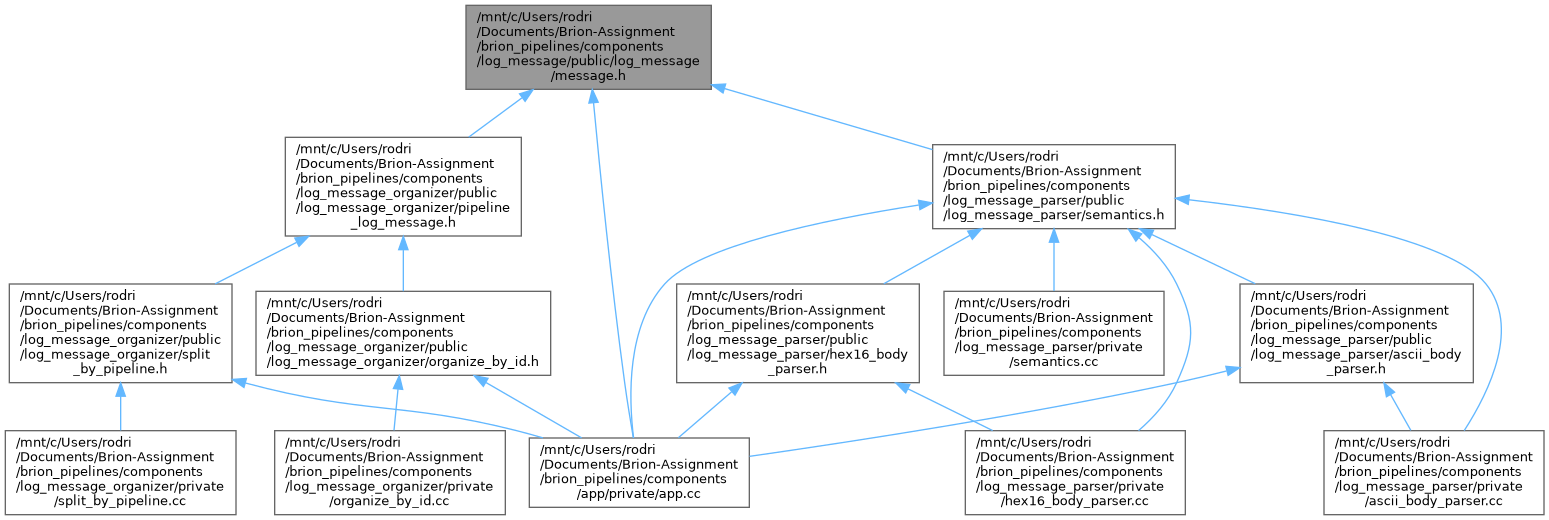 /mnt/c/Users/rodri
/Documents/Brion-Assignment
/brion_pipelines/components
/log_message/public/log_message
/message.h
/mnt/c/Users/rodri
/Documents/Brion-Assignment
/brion_pipelines/components
/log_message_organizer/public
/log_message_organizer/pipeline
_log_message.h
/mnt/c/Users/rodri
/Documents/Brion-Assignment
/brion_pipelines/components
/log_message_parser/public
/log_message_parser/semantics.h
/mnt/c/Users/rodri
/Documents/Brion-Assignment
/brion_pipelines/components
/log_message_organizer/public
/log_message_organizer/split
_by_pipeline.h
/mnt/c/Users/rodri
/Documents/Brion-Assignment
/brion_pipelines/components
/log_message_organizer/public
/log_message_organizer/organize_by_id.h
/mnt/c/Users/rodri
/Documents/Brion-Assignment
/brion_pipelines/components
/log_message_parser/public
/log_message_parser/hex16_body
_parser.h
/mnt/c/Users/rodri
/Documents/Brion-Assignment
/brion_pipelines/components
/log_message_parser/private
/semantics.cc
/mnt/c/Users/rodri
/Documents/Brion-Assignment
/brion_pipelines/components
/log_message_parser/public
/log_message_parser/ascii_body
_parser.h
/mnt/c/Users/rodri
/Documents/Brion-Assignment
/brion_pipelines/components
/log_message_organizer/private
/split_by_pipeline.cc
/mnt/c/Users/rodri
/Documents/Brion-Assignment
/brion_pipelines/components
/log_message_organizer/private
/organize_by_id.cc
/mnt/c/Users/rodri
/Documents/Brion-Assignment
/brion_pipelines/components
/app/private/app.cc
/mnt/c/Users/rodri
/Documents/Brion-Assignment
/brion_pipelines/components
/log_message_parser/private
/hex16_body_parser.cc
/mnt/c/Users/rodri
/Documents/Brion-Assignment
/brion_pipelines/components
/log_message_parser/private
/ascii_body_parser.cc